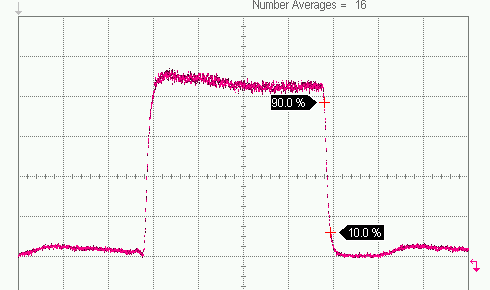 Number Averages = 16
90.0 %
10.0 %